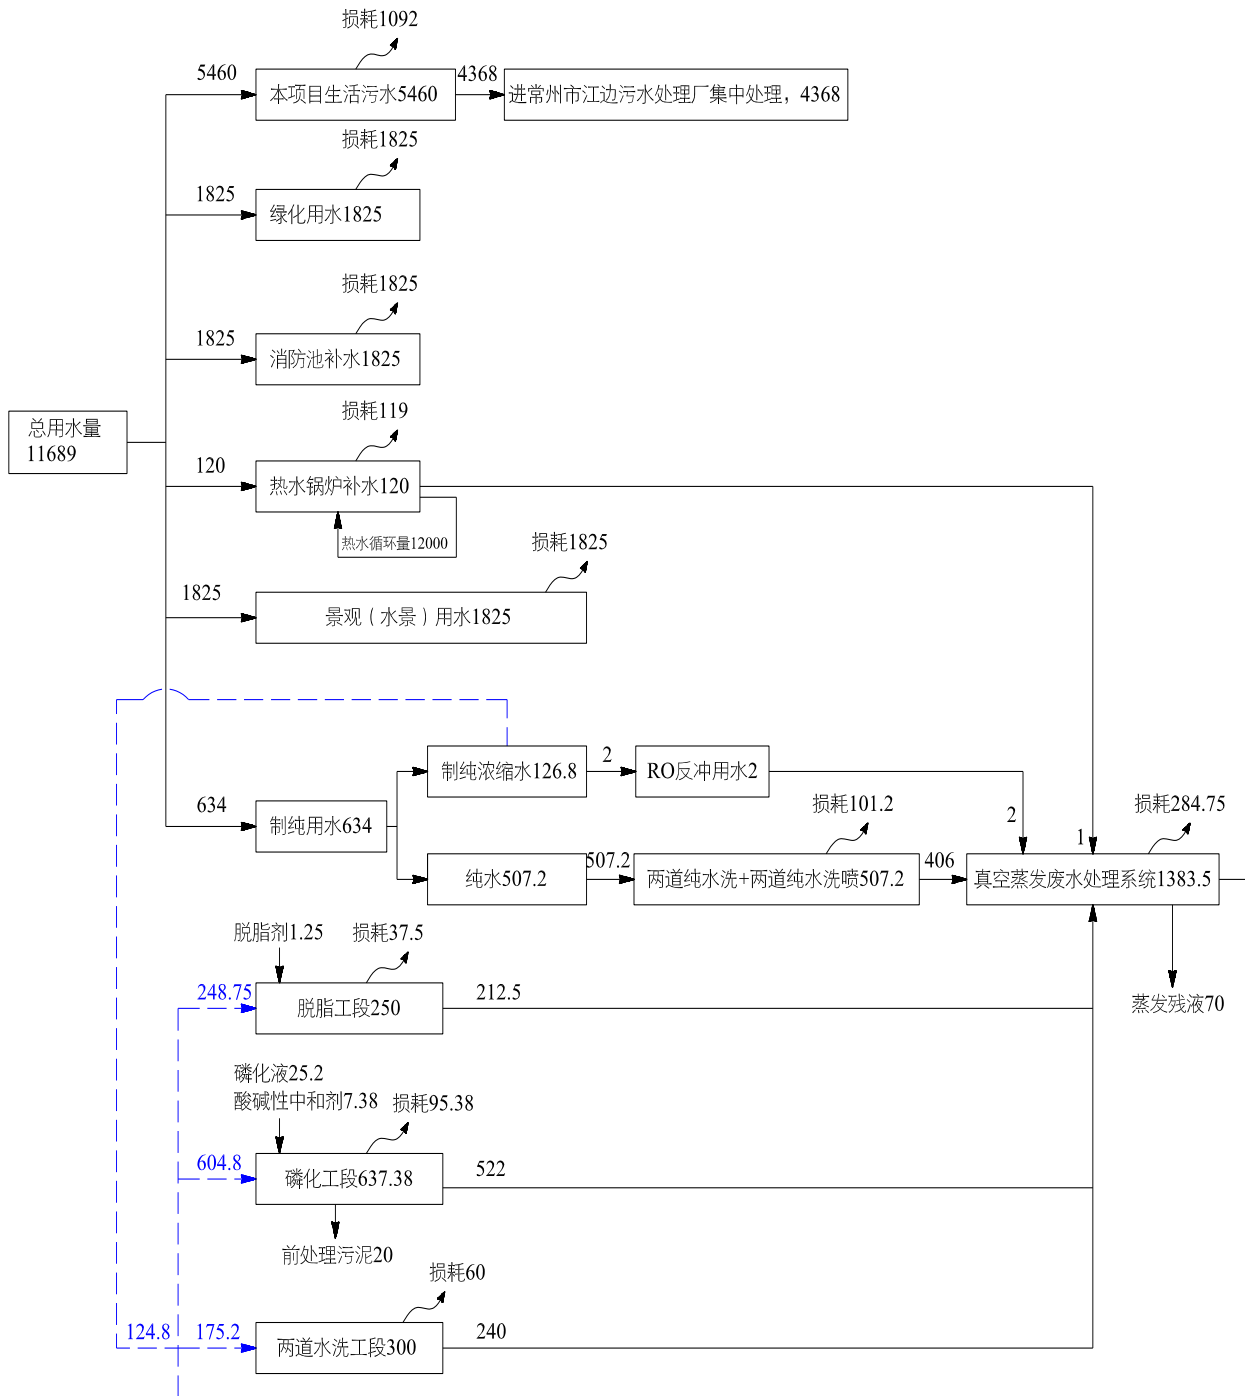 损耗1092
5460
本项目生活污水5460
4368
进常州市江边污水处理厂集中处理，4368
损耗1825
1825
绿化用水1825
损耗1825
1825
消防池补水1825
总用水量
11689
损耗119
120
热水锅炉补水120
热水循环量12000
损耗1825
1825
景观（水景）用水1825
制纯浓缩水126.8
2
RO反冲用水2
634
制纯用水634
损耗101.2
2
1
损耗284.75
纯水507.2
507.2
两道纯水洗+两道纯水洗喷507.2
406
真空蒸发废水处理系统1383.5
脱脂剂1.25
损耗37.5
248.75
脱脂工段250
212.5
蒸发残液70
磷化液25.2
酸碱性中和剂7.38
损耗95.38
604.8
磷化工段637.38
522
前处理污泥20
损耗60
124.8
175.2
两道水洗工段300
240